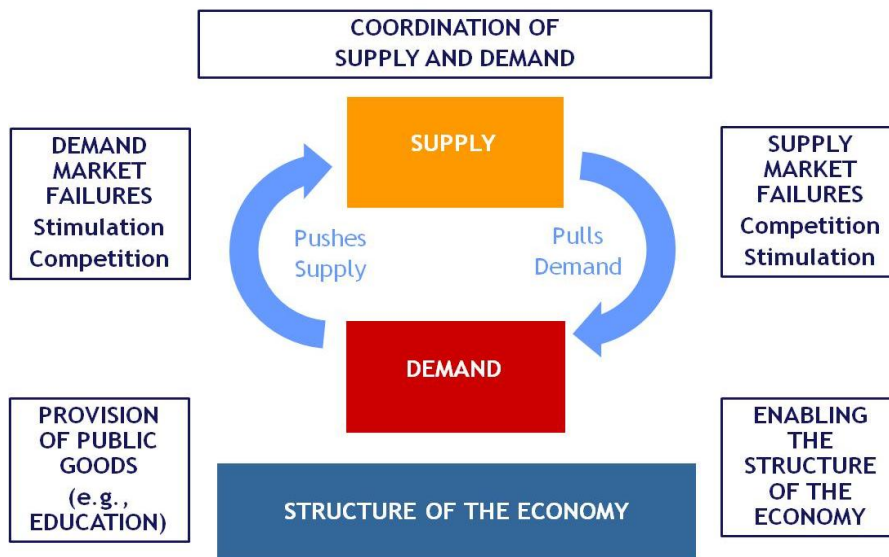 COORDINATION OF
SUPPLY AND DEMAND
SUPPLY
DEMAND
MARKET
FAILURES
Stimulation
Competition
SUPPLY
MARKET
FAILURES
Competition
Stimulation
Pushes
Supply
Pulls
Demand
DEMAND
PROVISION
OF PUBLIC
GOODS
(e.g.,
EDUCATION)
ENABLING
THE
STRUCTURE
OF THE
ECONOMY
STRUCTURE OF THE ECONOMY